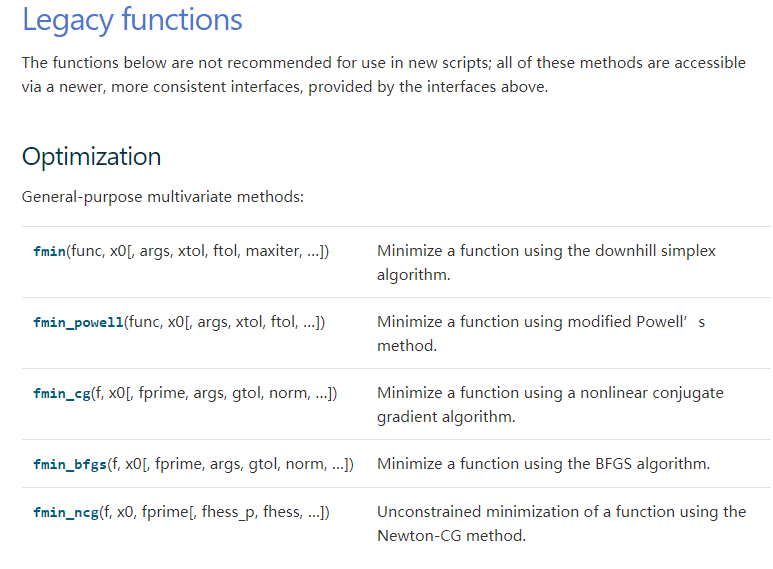 Legacy functions
The functions below are not recommended for use in new scripts; all of these methods are accessible
via a newer, more consistent interfaces, provided by the interfaces above.
Optimization
General-purpose multivariate methods:
fmin(func, x0[, args, xtol, ftol, maxiter, ...]) Minimize a function using the downhill simplex
algorithm.
fmin_powell(func, x0[, args, xtol, ftol, ...]) Minimize a function using modified Powell’s
method.
fmin_cg(f, x0[, fprime, args, gtol, norm, ...]) Minimize a function using a nonlinear conjugate
gradient algorithm.
fmin_bfgs(f, x0[, fprime, args, gtol, norm, ...]) Minimize a function using the BFGS algorithm.
fmin_ncg(f, x0, fprime[, fhess_p, fhess, ...]) Unconstrained minimization of a function using the
Newton-CG method.